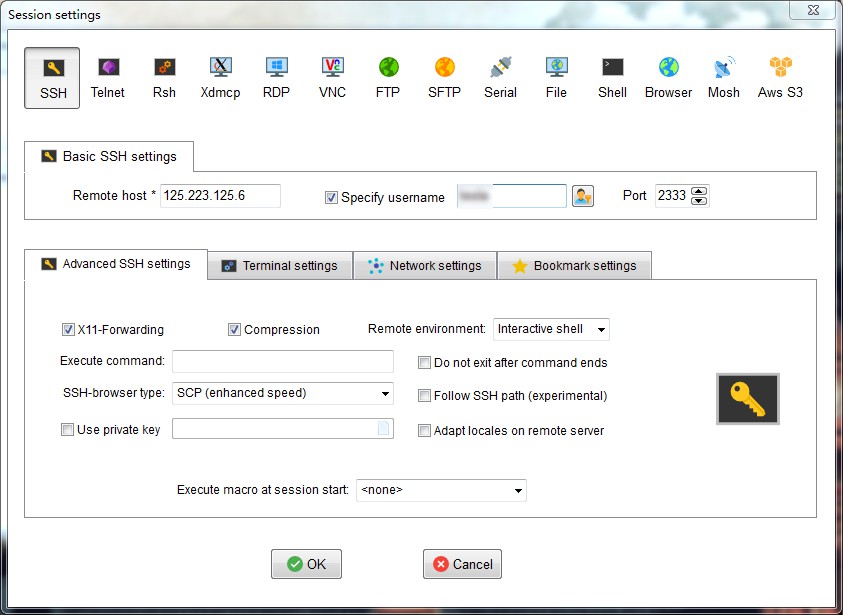 Session settings
SSH Telnet Rsh Xdmcp RDP VNC FTP SFTP Serial File Shell Browser Mosh Aws S3
Basic SSH settings
Remote host * 125.223.125.6 Specify username Port 2333
Advanced SSH settings Terminal settings Network settings Bookmark settings
X11-Forwarding Compression Remote environment: Interactive shell
Execute command: Do not exit after command ends
SSH-browser type: SCP (enhanced speed) Follow SSH path (experimental)
Use private key Adapt locales on remote server
Execute macro at session start: <none>
OK Cancel